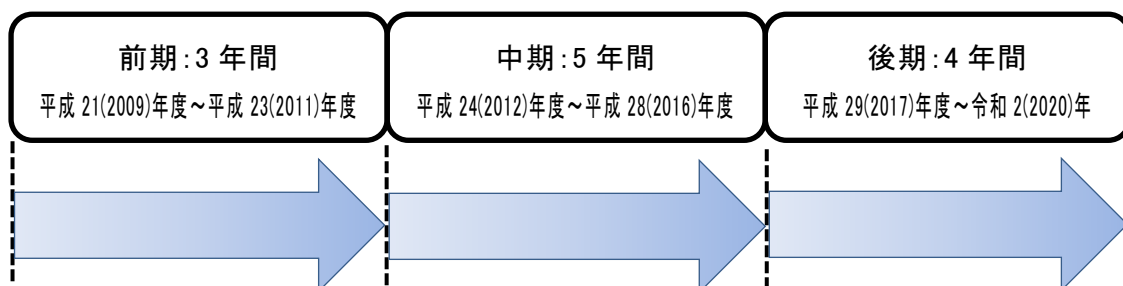 前期：3 年間
平成 21(2009)年度～平成 23(2011)年度
中期：5 年間
平成 24(2012)年度～平成 28(2016)年度
後期：4 年間
平成 29(2017)年度～令和 2(2020)年